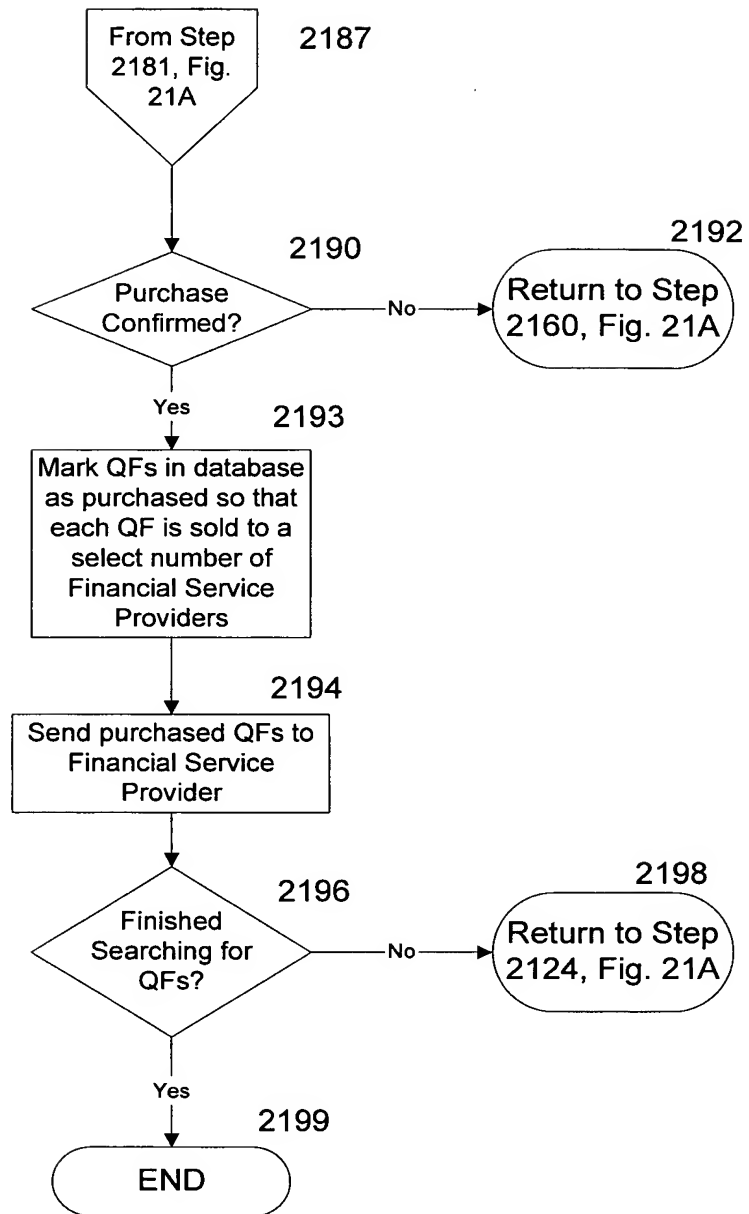 From Step
2181, Fig.
21A
2187
2190
Purchase
Confirmed?
No
2192
Return to Step
2160, Fig. 21A
Yes
2193
Mark QFs in database
as purchased so that
each QF is sold to a
select number of
Financial Service
Providers
2194
Send purchased QFs to
Financial Service
Provider
2196
Finished
Searching for
QFs?
No
2198
Return to Step
2124, Fig. 21A
Yes
2199
END